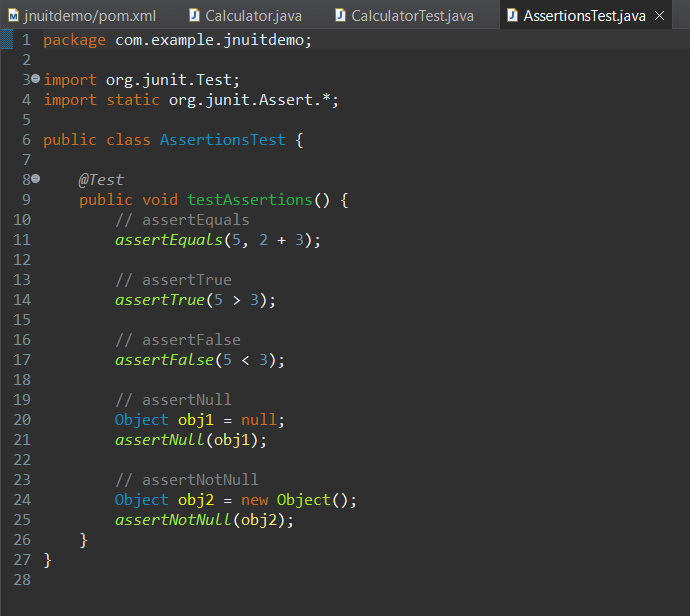 jnuitdemo/pom.xml Calculator.java CalculatorTest.java AssertionsTest.java
1 package com.example.jnuitdemo;
2
3 import org.junit.Test;
4 import static org.junit.Assert.*;
5
6 public class AssertionsTest {
7
8     @Test
9     public void testAssertions() {
10         // assertEquals
11         assertEquals(5, 2 + 3);
12
13         // assertTrue
14         assertTrue(5 > 3);
15
16         // assertFalse
17         assertFalse(5 < 3);
18
19         // assertNull
20         Object obj1 = null;
21         assertNull(obj1);
22
23         // assertNotNull
24         Object obj2 = new Object();
25         assertNotNull(obj2);
26     }
27 }
28